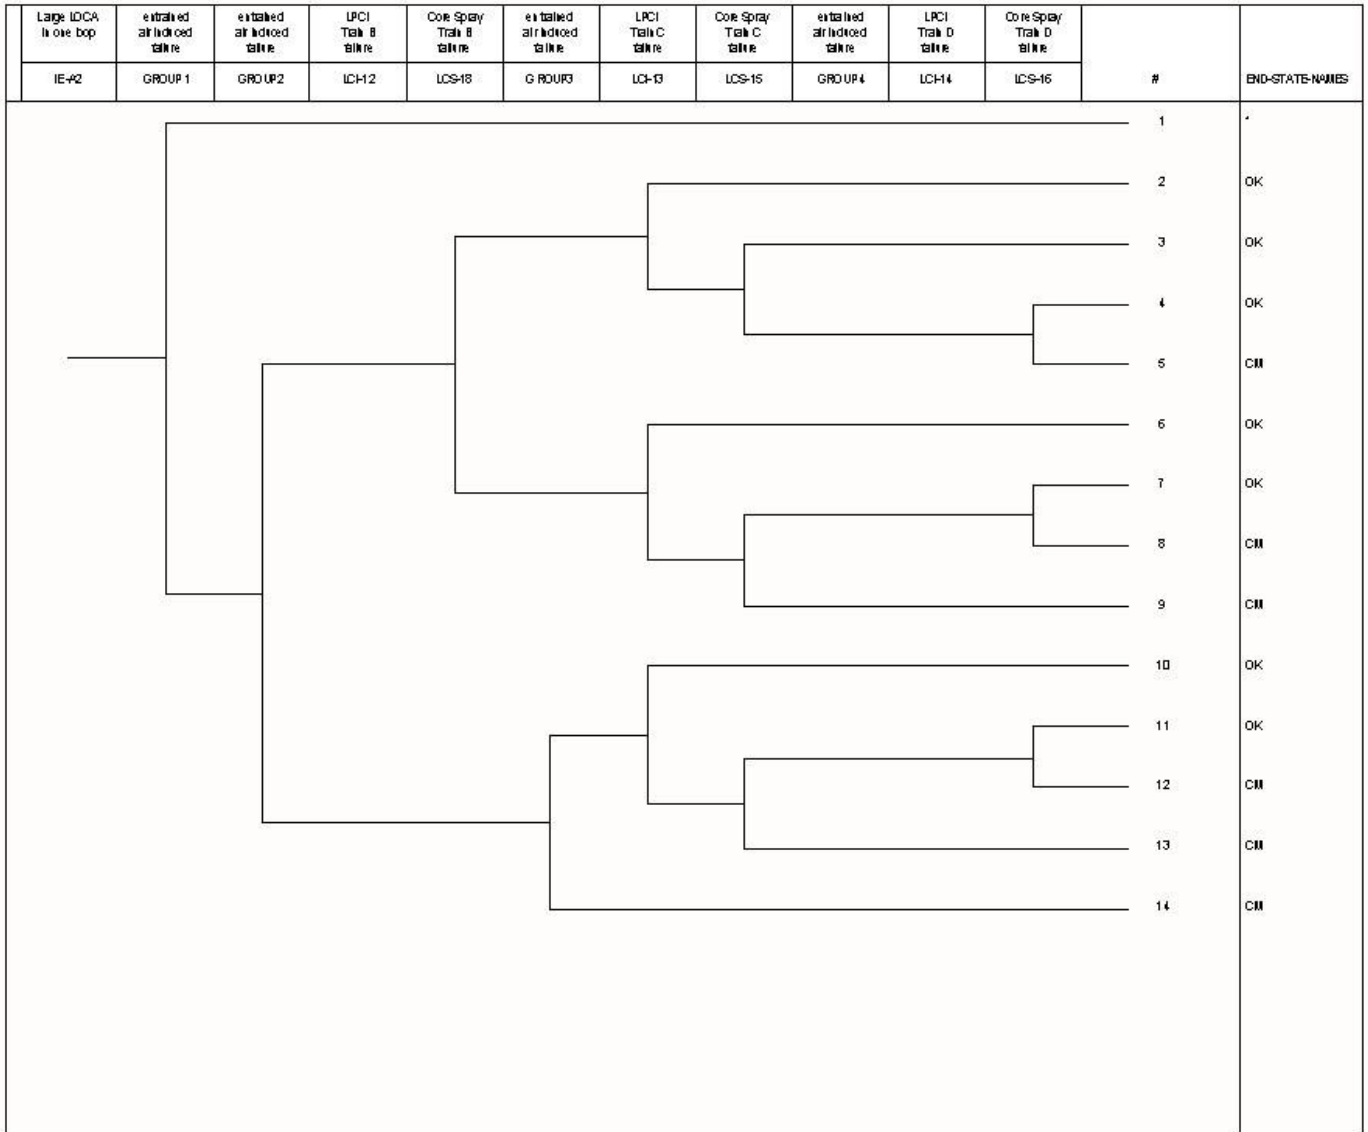 Large LOCA
in one loop
entrained
air induced
failure
entrained
air induced
failure
LPCI
Train B
failure
Core Spray
Train B
failure
entrained
air induced
failure
LPCI
Train C
failure
Core Spray
Train C
failure
entrained
air induced
failure
LPCI
Train D
failure
Core Spray
Train D
failure
IE-A2
GROUP1
GROUP2
LCI-12
LCS-18
GROUP3
LCI-13
LCS-15
GROUP4
LCI-14
LCS-16
#
END-STATE-NAMES
1 *
2 OK
3 OK
4 OK
5 CM
6 OK
7 OK
8 CM
9 CM
10 OK
11 OK
12 CM
13 CM
14 CM